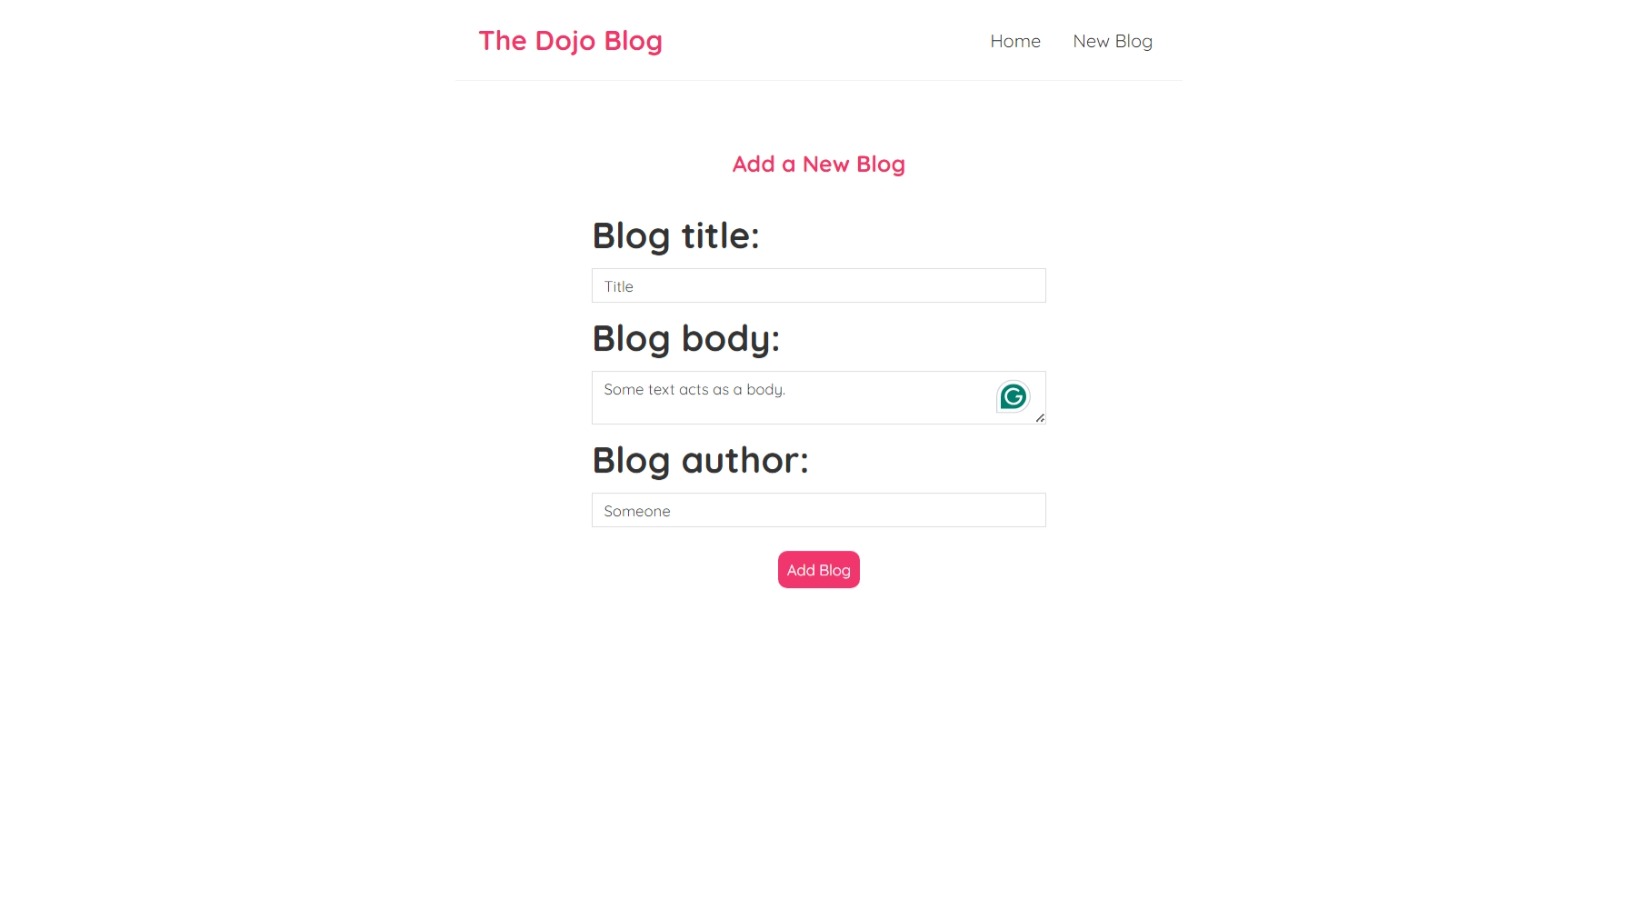 The Dojo Blog
Home
New Blog
Add a New Blog
Blog title:
Title
Blog body:
Some text acts as a body.
G
Blog author:
Someone
Add Blog